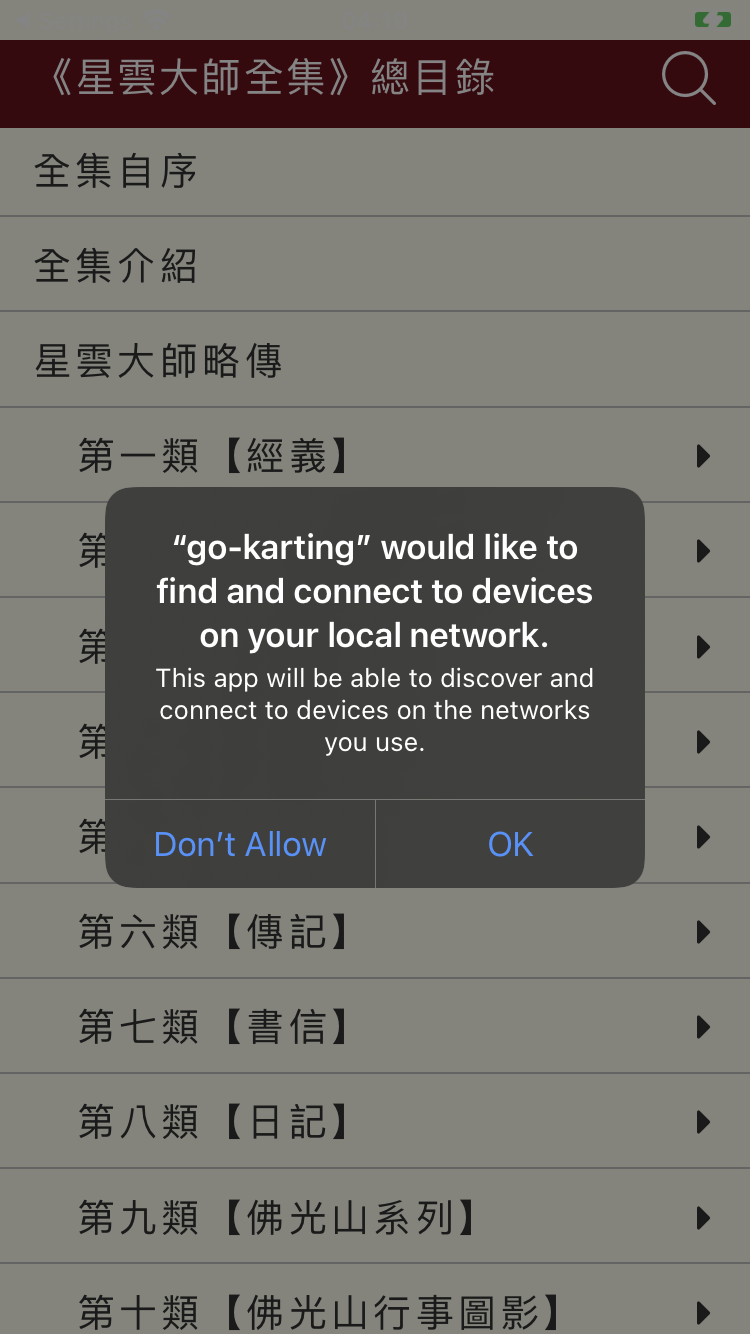 《星雲大師全集》總目錄
全集自序
全集介紹
星雲大師略傳
第一類【經義】
第
第
第
第
“go-karting” would like to
find and connect to devices
on your local network.
This app will be able to discover and
connect to devices on the networks
you use.
Don’t Allow
OK
第六類【傳記】
第七類【書信】
第八類【日記】
第九類【佛光山系列】
第十類【佛光山行事圖影】